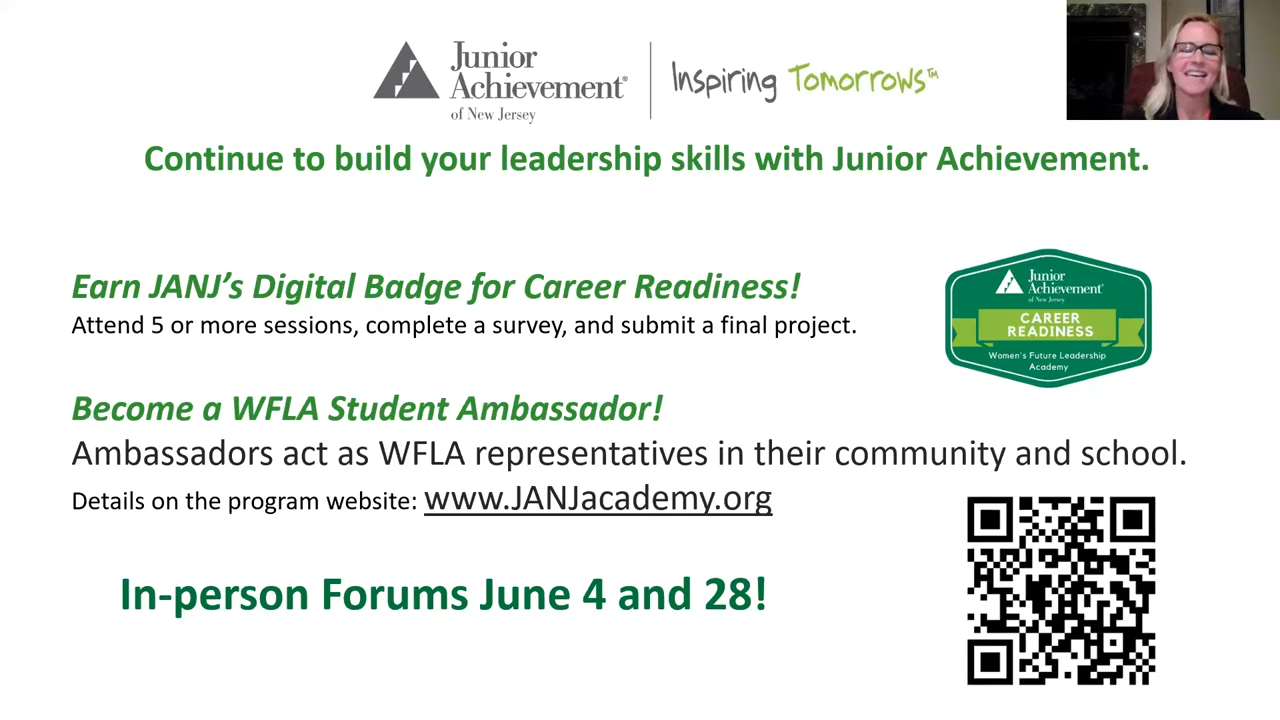 Junior
Achievement®
of New Jersey
Inspiring Tomorrows™
Continue to build your leadership skills with Junior Achievement.
Earn JANJ's Digital Badge for Career Readiness!
Attend 5 or more sessions, complete a survey, and submit a final project.
Junior
Achievement®
of New Jersey
CAREER
READINESS
Women's Future Leadership
Academy
Become a WFLA Student Ambassador!
Ambassadors act as WFLA representatives in their community and school.
Details on the program website: www.JANJacademy.org
In-person Forums June 4 and 28!